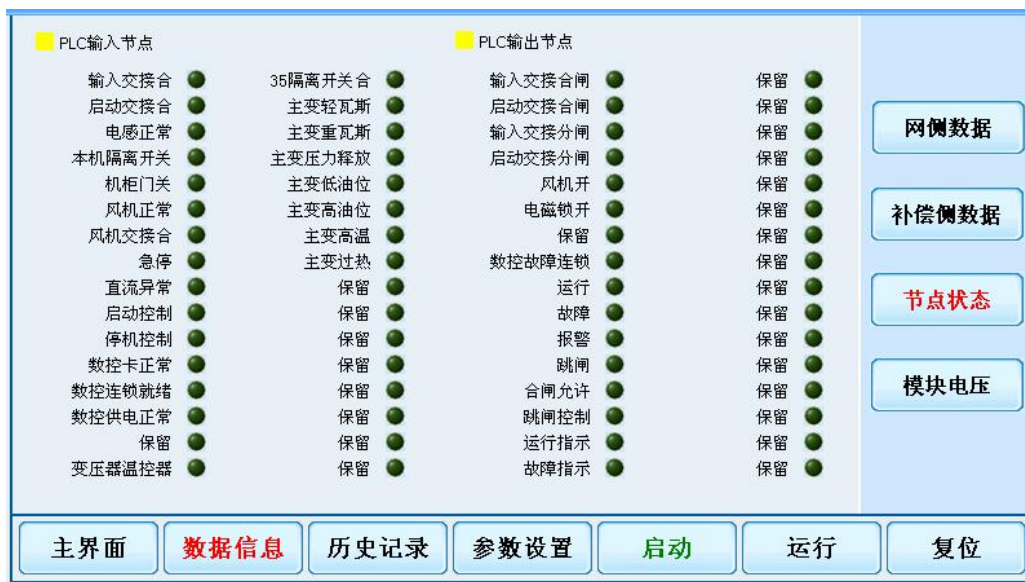 PLC输入节点 PLC输出节点
输入交接合 35隔离开关合 输入交接合闸 保留
启动交接合 主变轻瓦斯 启动交接合闸 保留
电感正常 主变重瓦斯 输入交接分闸 保留
本机隔离开关 主变压力释放 启动交接分闸 保留
机柜门关 主变低油位 风机开 保留
风机正常 主变高油位 电磁锁开 保留
风机交接合 主变高温 保留 保留
急停 主变过热 数控故障连锁 保留
直流异常 保留 运行 保留
启动控制 保留 故障 保留
停机控制 保留 报警 保留
数控卡正常 保留 跳闸 保留
数控连锁就绪 保留 合闸允许 保留
数控供电正常 保留 跳闸控制 保留
保留 保留 运行指示 保留
变压器温控器 保留 故障指示 保留
网侧数据
补偿侧数据
节点状态
模块电压
主界面 数据信息 历史记录 参数设置 启动 运行 复位